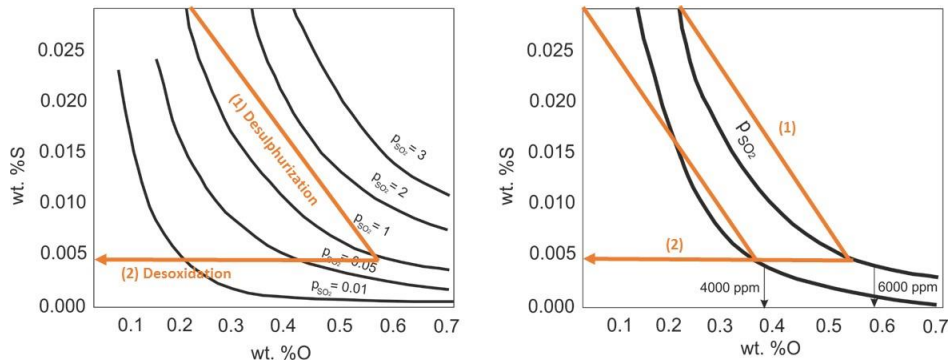 0.025
0.020
0.015
0.010
0.005
0.000
wt. %S
(1) Desulphurization
pSO₂ = 3
pSO₂ = 2
pSO₂ = 1
pSO₂ = 0.05
pSO₂ = 0.01
(2) Desoxidation
0.1 0.2 0.3 0.4 0.5 0.6 0.7
wt. %O
0.025
0.020
0.015
0.010
0.005
0.000
wt. %S
(1)
pSO₂
(2)
4000 ppm
6000 ppm
0.1 0.2 0.3 0.4 0.5 0.6 0.7
wt. %O